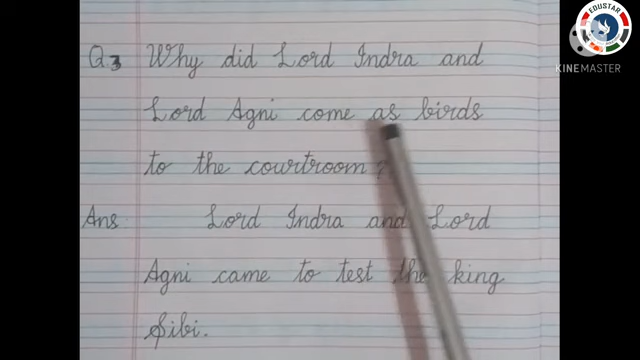 EDUSTAR
KINEMASTER
Q3 Why did Lord Indra and
Lord Agni come as birds
to the courtroom?
Ans Lord Indra and Lord
Agni came to test the king
Sibi.